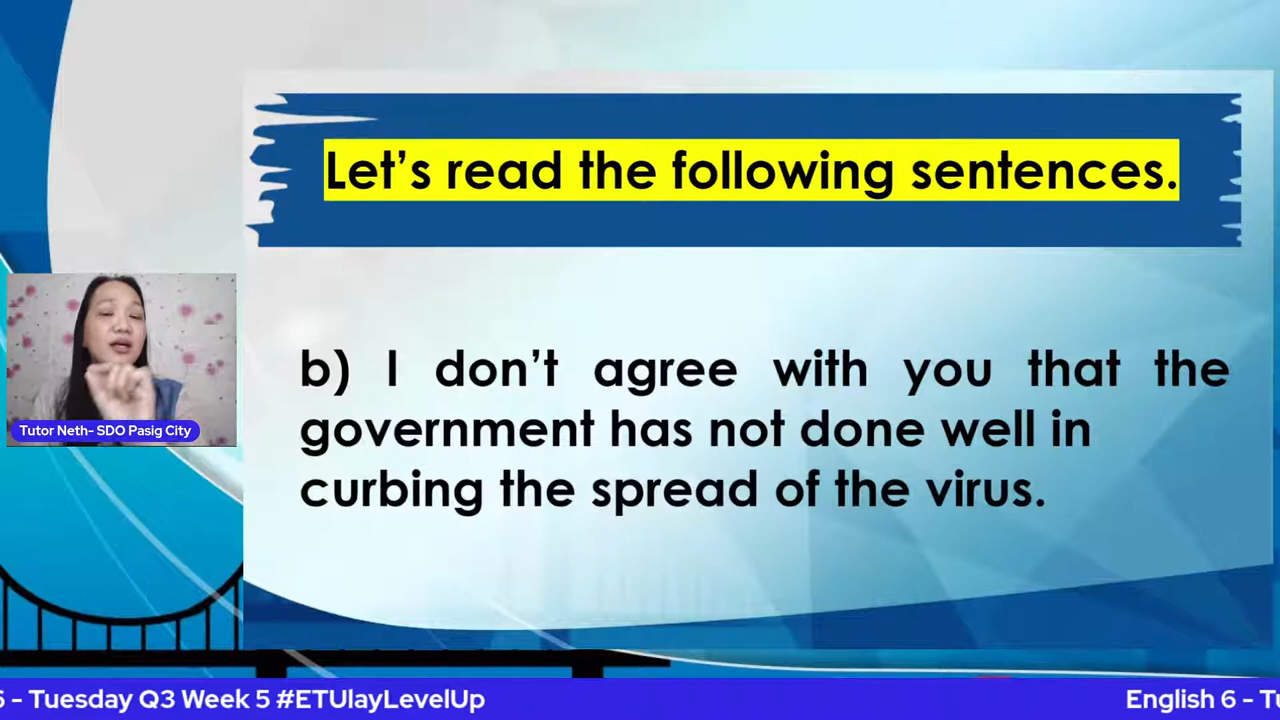 Let's read the following sentences.
b) I don't agree with you that the
government has not done well in
curbing the spread of the virus.
Tutor Neth- SDO Pasig City
6 - Tuesday Q3 Week 5 #ETUlayLevelUp
English 6 - Tu